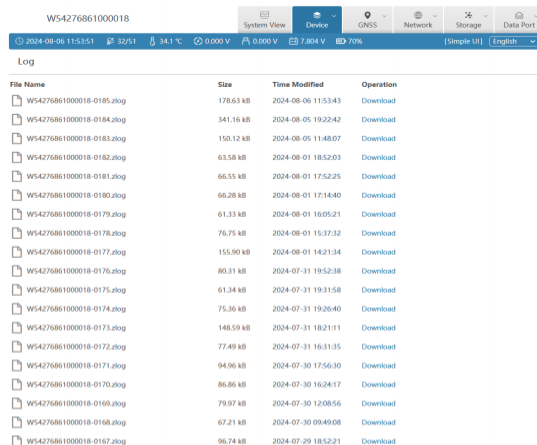 W54276861000018
System View
Device
GNSS
Network
Storage
Data Port
2024-08-06 11:53:51 32/51 34.1 ℃ 0.000 V 0.000 V 7.804 V 70% [Simple UI] English
Log
File Name Size Time Modified Operation
W54276861000018-0185.zlog 178.63 kB 2024-08-06 11:53:43 Download
W54276861000018-0184.zlog 341.16 kB 2024-08-05 19:22:42 Download
W54276861000018-0183.zlog 150.12 kB 2024-08-05 11:48:07 Download
W54276861000018-0182.zlog 63.58 kB 2024-08-01 18:52:03 Download
W54276861000018-0181.zlog 66.55 kB 2024-08-01 17:52:25 Download
W54276861000018-0180.zlog 66.28 kB 2024-08-01 17:14:40 Download
W54276861000018-0179.zlog 61.33 kB 2024-08-01 16:05:21 Download
W54276861000018-0178.zlog 76.75 kB 2024-08-01 15:37:32 Download
W54276861000018-0177.zlog 155.90 kB 2024-08-01 14:21:34 Download
W54276861000018-0176.zlog 80.31 kB 2024-07-31 19:52:38 Download
W54276861000018-0175.zlog 61.34 kB 2024-07-31 19:31:58 Download
W54276861000018-0174.zlog 75.36 kB 2024-07-31 19:26:40 Download
W54276861000018-0173.zlog 148.59 kB 2024-07-31 18:21:11 Download
W54276861000018-0172.zlog 77.49 kB 2024-07-31 16:31:35 Download
W54276861000018-0171.zlog 94.96 kB 2024-07-30 17:56:30 Download
W54276861000018-0170.zlog 86.86 kB 2024-07-30 16:24:17 Download
W54276861000018-0169.zlog 79.97 kB 2024-07-30 12:08:56 Download
W54276861000018-0168.zlog 67.21 kB 2024-07-30 09:49:08 Download
W54276861000018-0167.zlog 96.74 kB 2024-07-29 18:52:21 Download